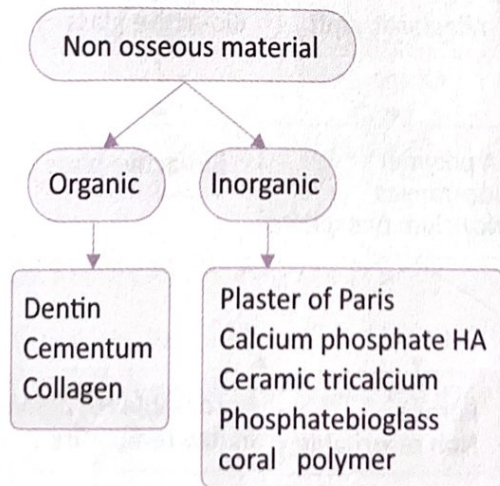 Non osseous material
Organic
Inorganic
Dentin
Cementum
Collagen
Plaster of Paris
Calcium phosphate HA
Ceramic tricalcium
Phosphatebioglass
coral polymer